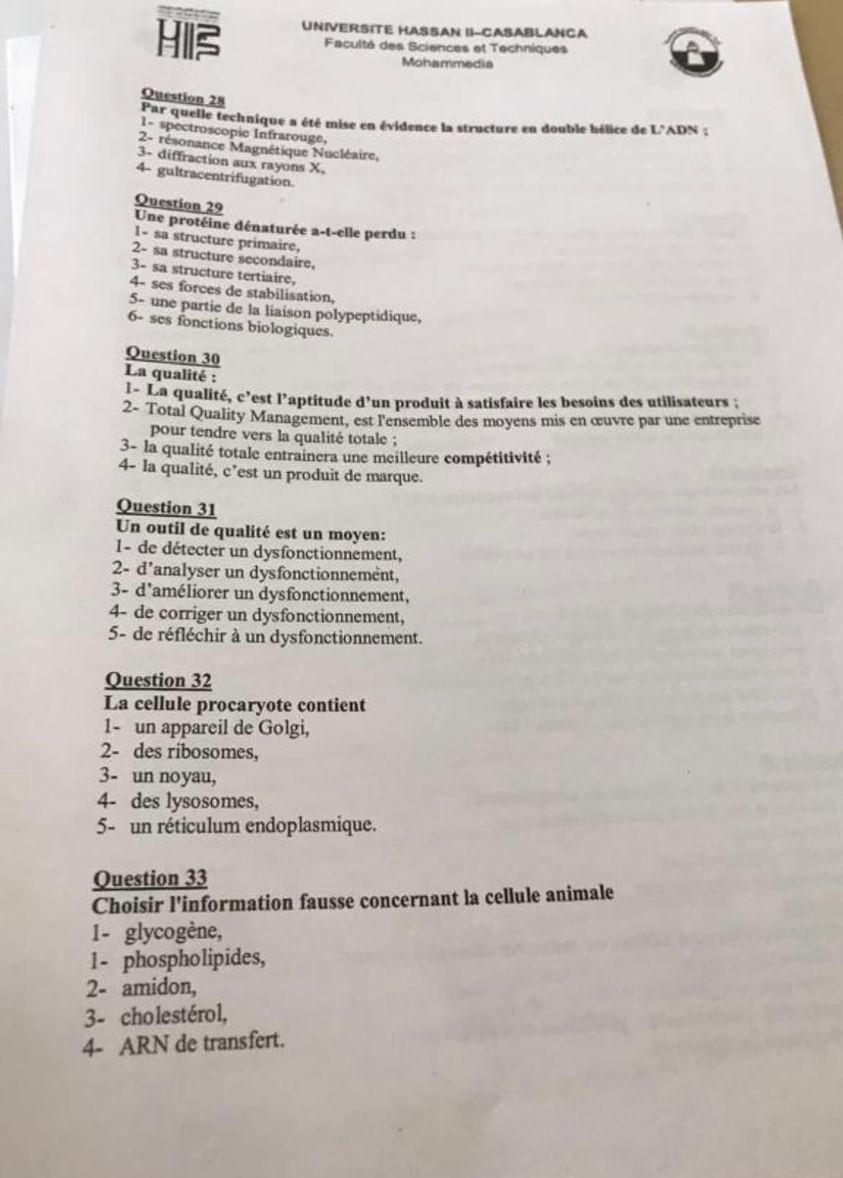 UNIVERSITE HASSAN II–CASABLANCA
Faculté des Sciences et Techniques
Mohammedia
Question 28
Par quelle technique a été mise en évidence la structure en double hélice de L'ADN ;
1- spectroscopie Infrarouge,
2- résonance Magnétique Nucléaire,
3- diffraction aux rayons X,
4- gultracentrifugation.
Question 29
Une protéine dénaturée a-t-elle perdu :
1- sa structure primaire,
2- sa structure secondaire,
3- sa structure tertiaire,
4- ses forces de stabilisation,
5- une partie de la liaison polypeptidique,
6- ses fonctions biologiques.
Question 30
La qualité :
1- La qualité, c'est l'aptitude d'un produit à satisfaire les besoins des utilisateurs ;
2- Total Quality Management, est l'ensemble des moyens mis en œuvre par une entreprise
pour tendre vers la qualité totale ;
3- la qualité totale entrainera une meilleure compétitivité ;
4- la qualité, c'est un produit de marque.
Question 31
Un outil de qualité est un moyen:
1- de détecter un dysfonctionnement,
2- d'analyser un dysfonctionnement,
3- d'améliorer un dysfonctionnement,
4- de corriger un dysfonctionnement,
5- de réfléchir à un dysfonctionnement.
Question 32
La cellule procaryote contient
1- un appareil de Golgi,
2- des ribosomes,
3- un noyau,
4- des lysosomes,
5- un réticulum endoplasmique.
Question 33
Choisir l'information fausse concernant la cellule animale
1- glycogène,
1- phospholipides,
2- amidon,
3- cholestérol,
4- ARN de transfert.